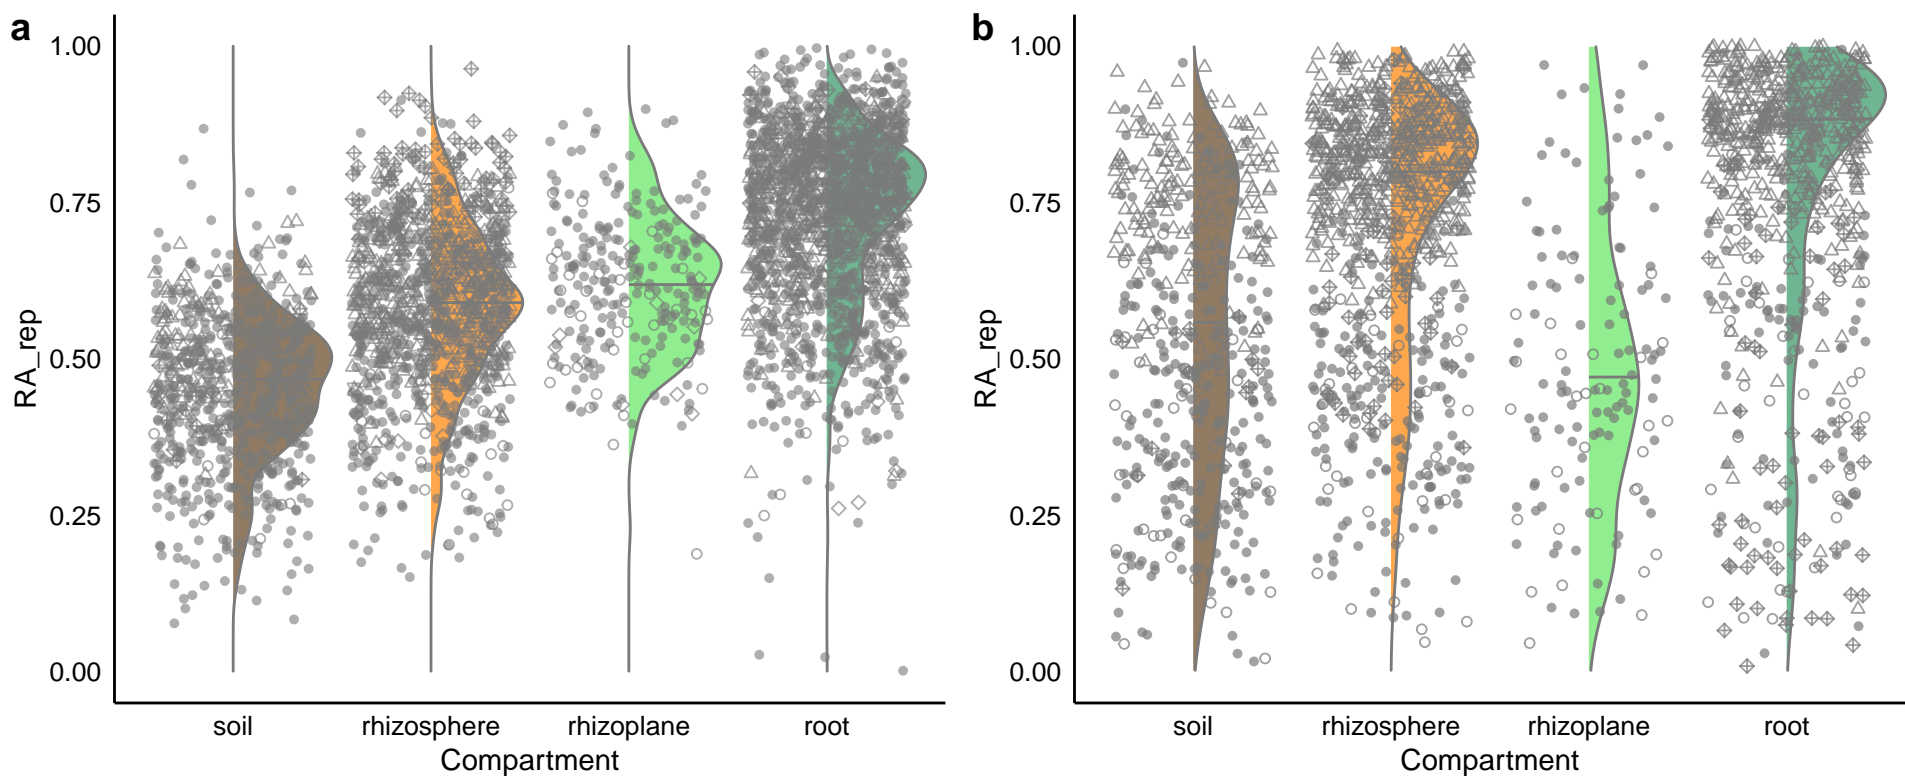 a
1.00
0.75
0.50
0.25
0.00
RA_rep
soil rhizosphere rhizoplane root
Compartment
b
1.00
0.75
0.50
0.25
0.00
RA_rep
soil rhizosphere rhizoplane root
Compartment